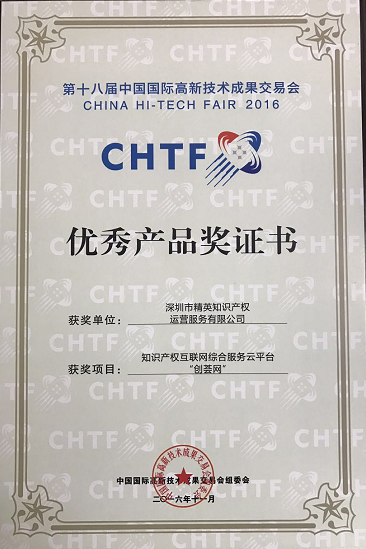 第十八届中国国际高新技术成果交易会
CHINA HI-TECH FAIR 2016
CHTF
优秀产品奖证书
获奖单位：深圳市精英知识产权
运营服务有限公司
获奖项目：知识产权互联网综合服务云平台
“创荟网”
中国国际高新技术成果交易会组委会
二〇一六年十一月